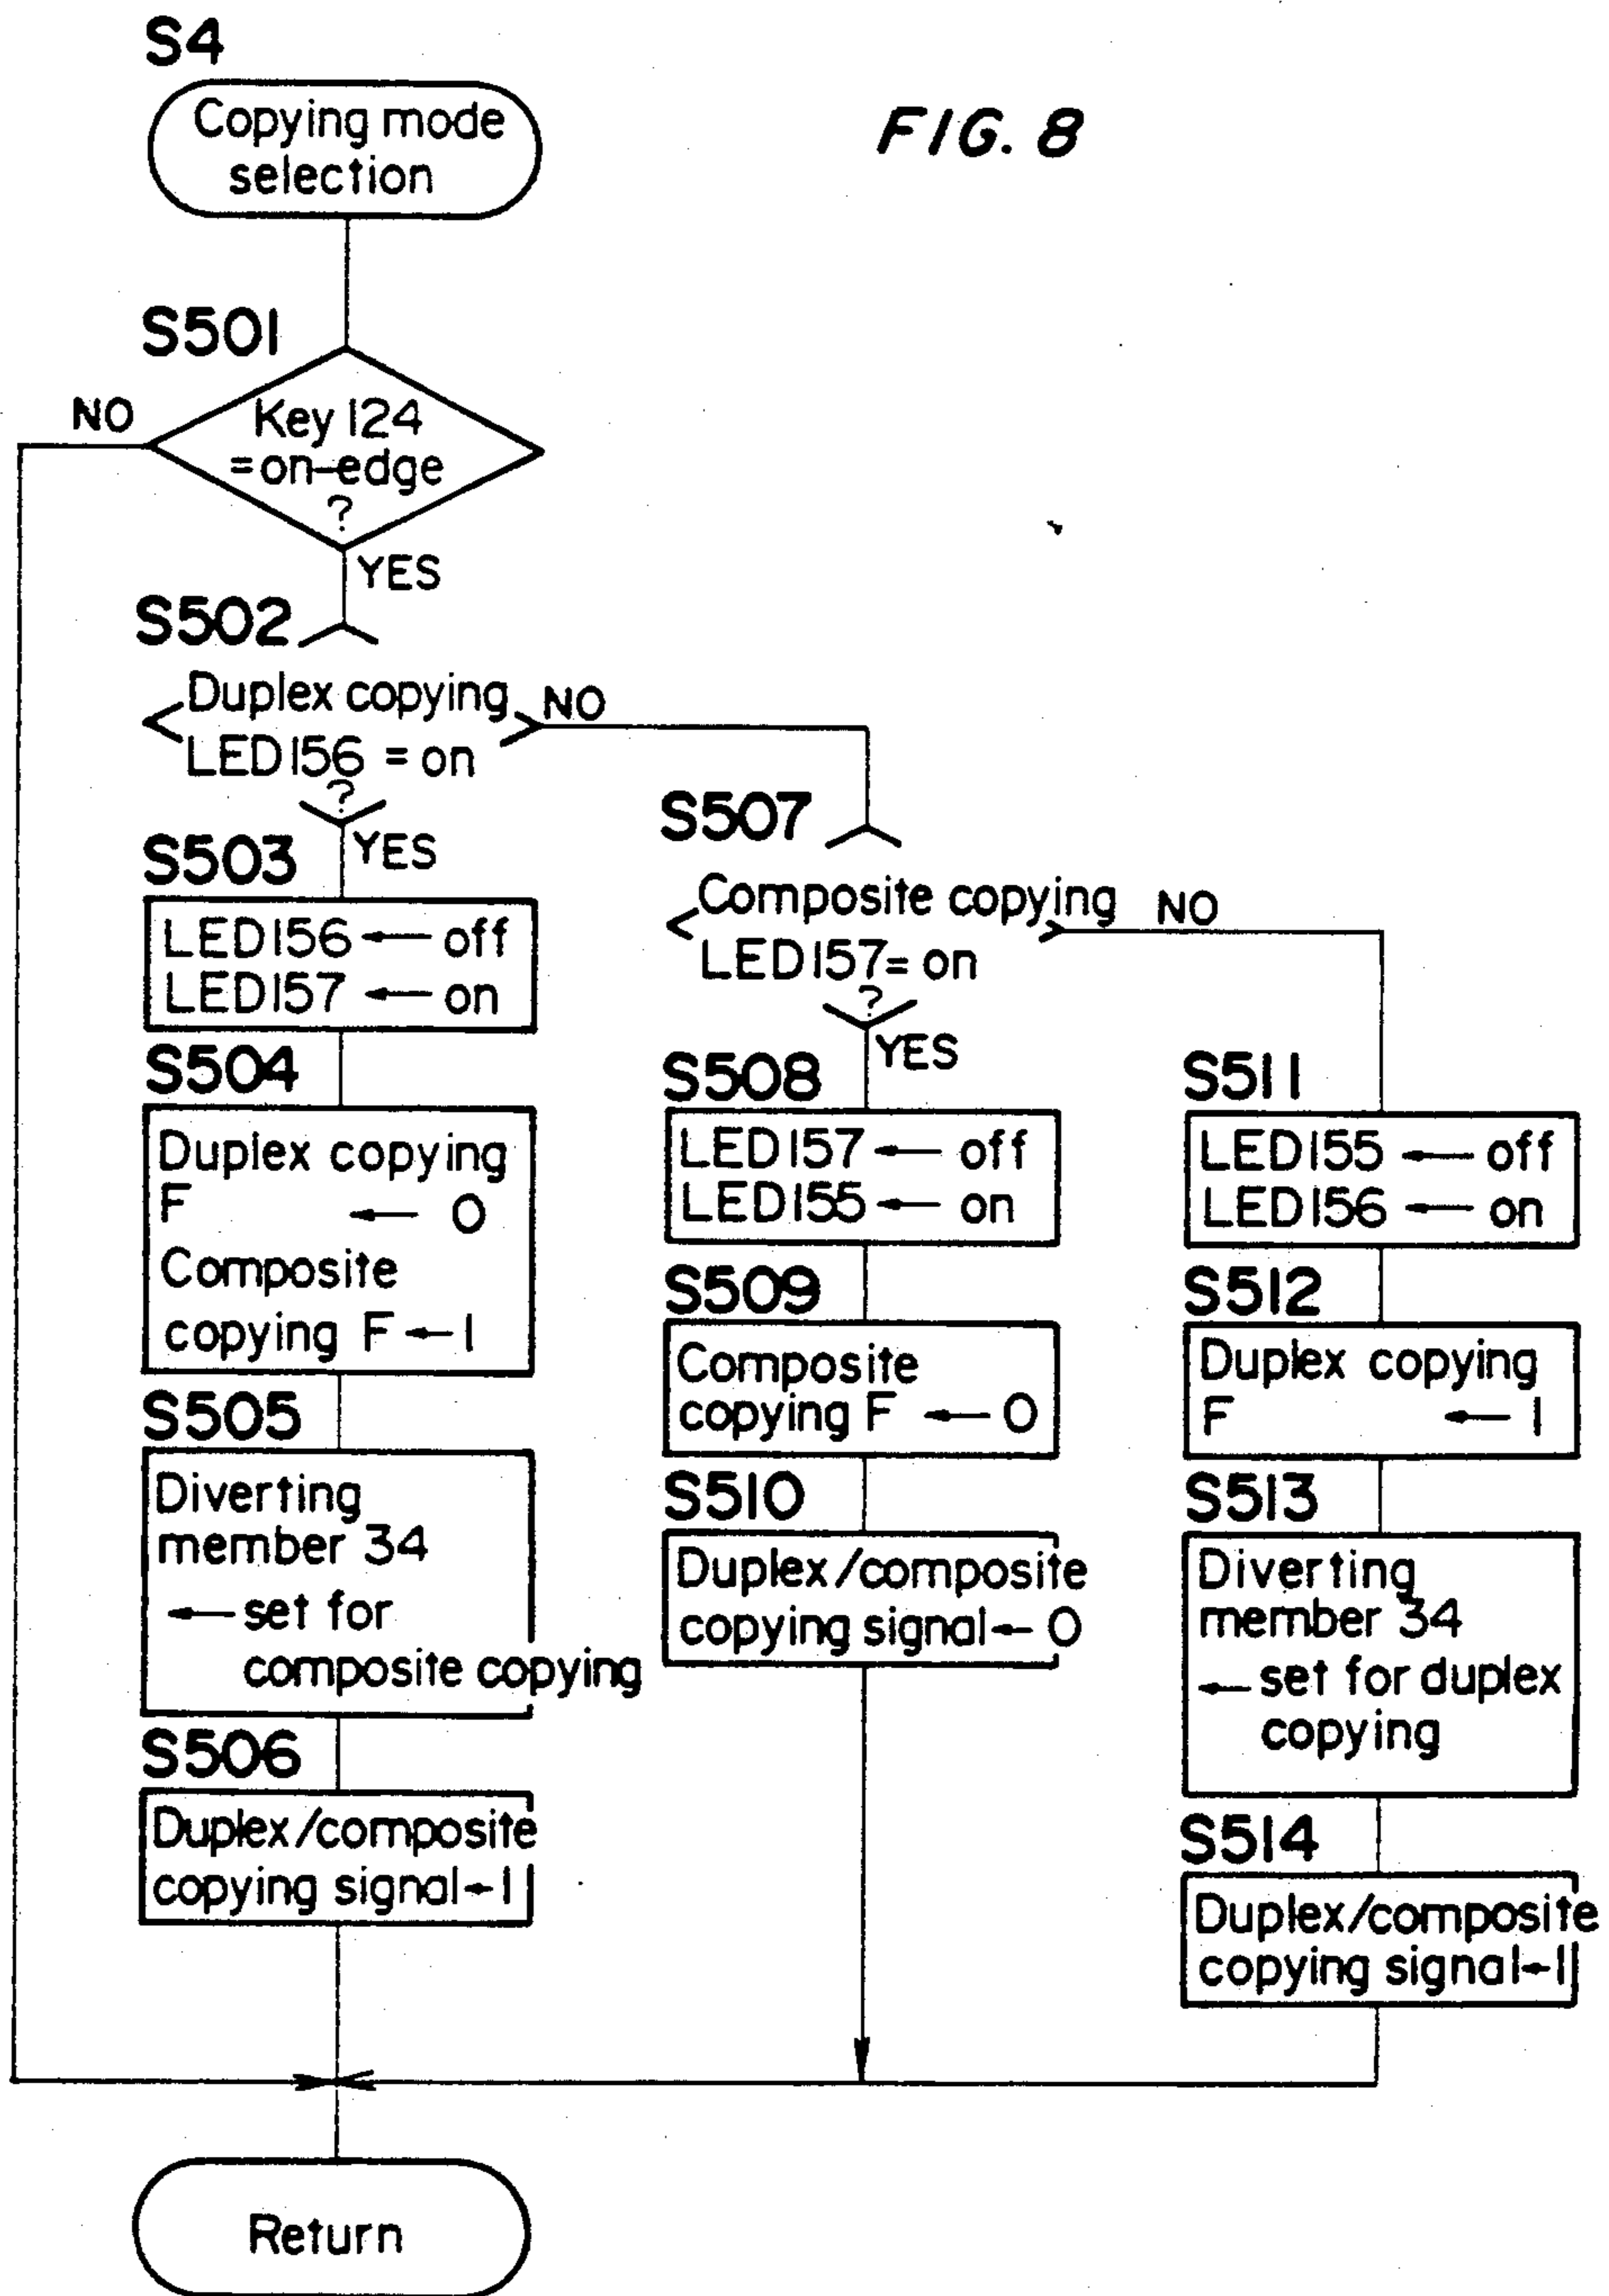 S4
Copying mode
selection
FIG. 8
S501
NO
Key 124
=on-edge
?
YES
S502
Duplex copying
LED156 = on
?
NO
YES
S503
LED156 ← off
LED157 ← on
S504
Duplex copying
F ← 0
Composite
copying F ← 1
S505
Diverting
member 34
← set for
composite copying
S506
Duplex/composite
copying signal ← 1
S507
Composite copying
LED157= on
?
NO
YES
S508
LED157 ← off
LED155 ← on
S509
Composite
copying F ← 0
S510
Duplex/composite
copying signal ← 0
S511
LED155 ← off
LED156 ← on
S512
Duplex copying
F ← 1
S513
Diverting
member 34
← set for duplex
copying
S514
Duplex/composite
copying signal ← 1
Return